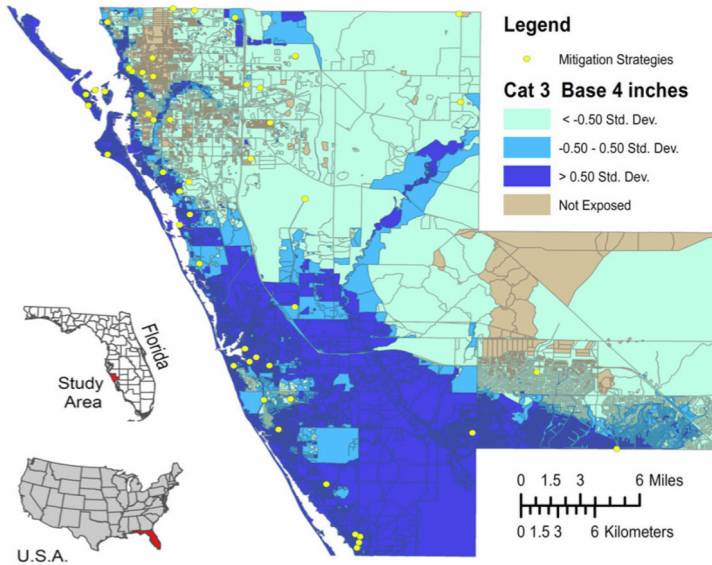 Legend
Mitigation Strategies
Cat 3 Base 4 inches
< -0.50 Std. Dev.
-0.50 - 0.50 Std. Dev.
> 0.50 Std. Dev.
Not Exposed
Florida
Study
Area
U.S.A.
0 1.5 3 6 Miles
0 1.5 3 6 Kilometers